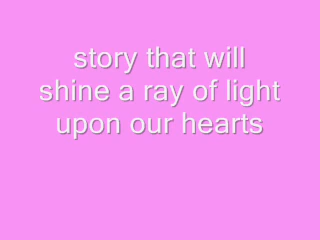 story that will
shine a ray of light
upon our hearts